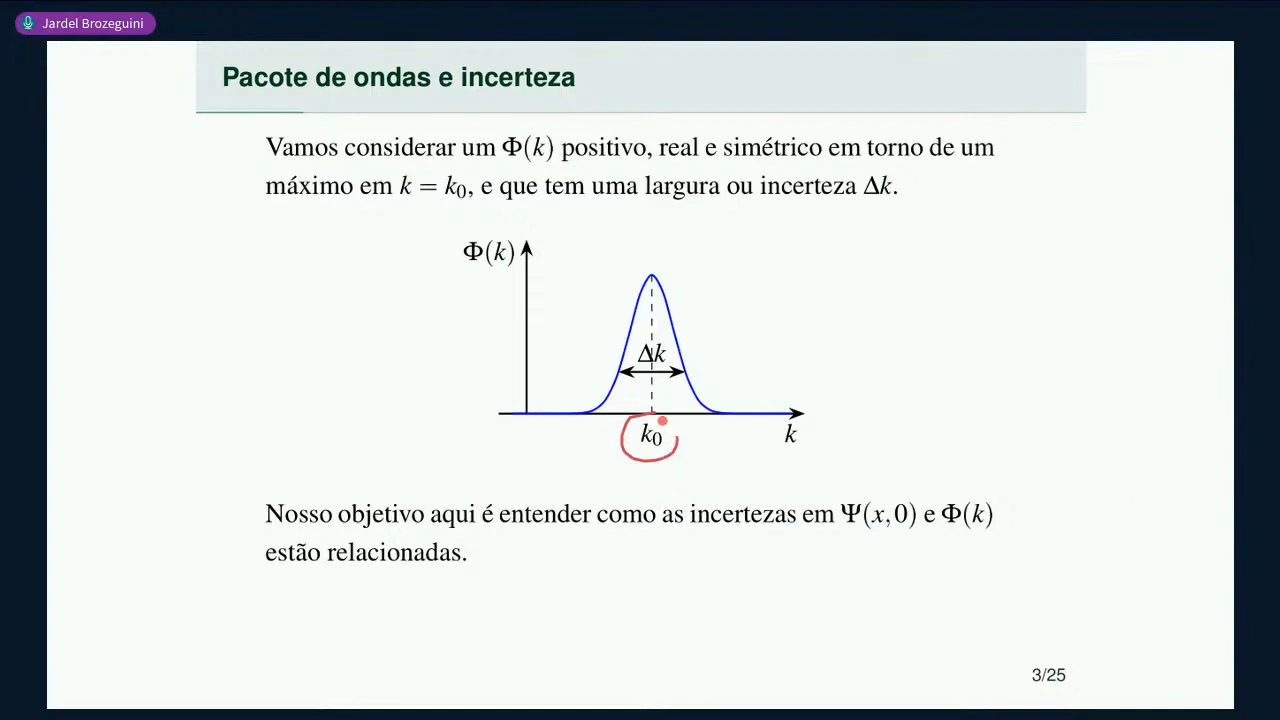 Jardel Brozeguini
Pacote de ondas e incerteza
Vamos considerar um Φ(k) positivo, real e simétrico em torno de um
máximo em k = k₀, e que tem uma largura ou incerteza Δk.
Φ(k)
Δk
k₀
k
Nosso objetivo aqui é entender como as incertezas em Ψ(x,0) e Φ(k)
estão relacionadas.
3/25